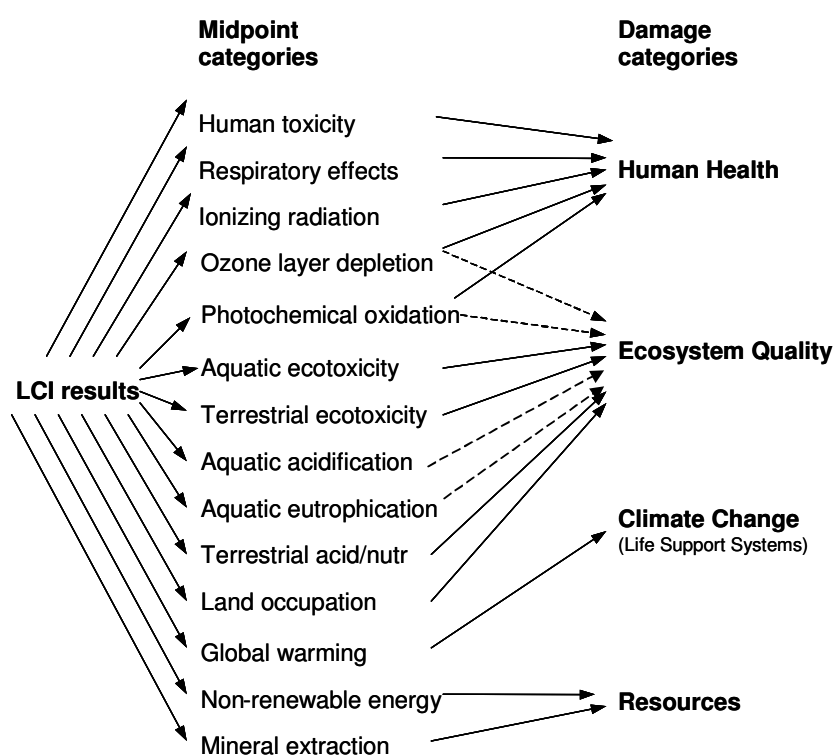 Midpoint
categories
Damage
categories
Human toxicity
Respiratory effects
Human Health
Ionizing radiation
Ozone layer depletion
Photochemical oxidation
Ecosystem Quality
Aquatic ecotoxicity
LCI results
Terrestrial ecotoxicity
Aquatic acidification
Aquatic eutrophication
Climate Change
(Life Support Systems)
Terrestrial acid/nutr
Land occupation
Global warming
Non-renewable energy
Resources
Mineral extraction